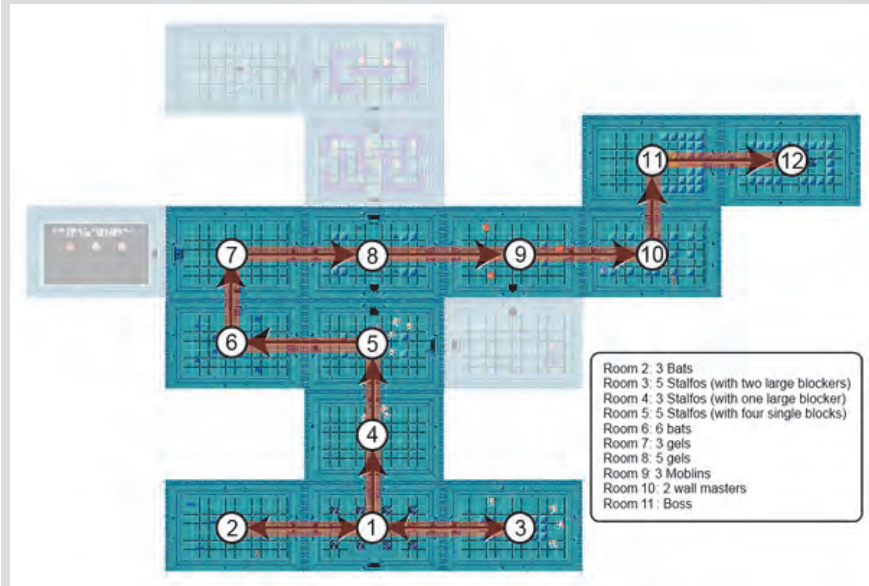 11
12
7
8
9
10
6
5
4
2
1
3
Room 2: 3 Bats
Room 3: 5 Stalfos (with two large blockers)
Room 4: 3 Stalfos (with one large blocker)
Room 5: 5 Stalfos (with four single blocks)
Room 6: 6 bats
Room 7: 3 gels
Room 8: 5 gels
Room 9: 3 Moblins
Room 10: 2 wall masters
Room 11: Boss